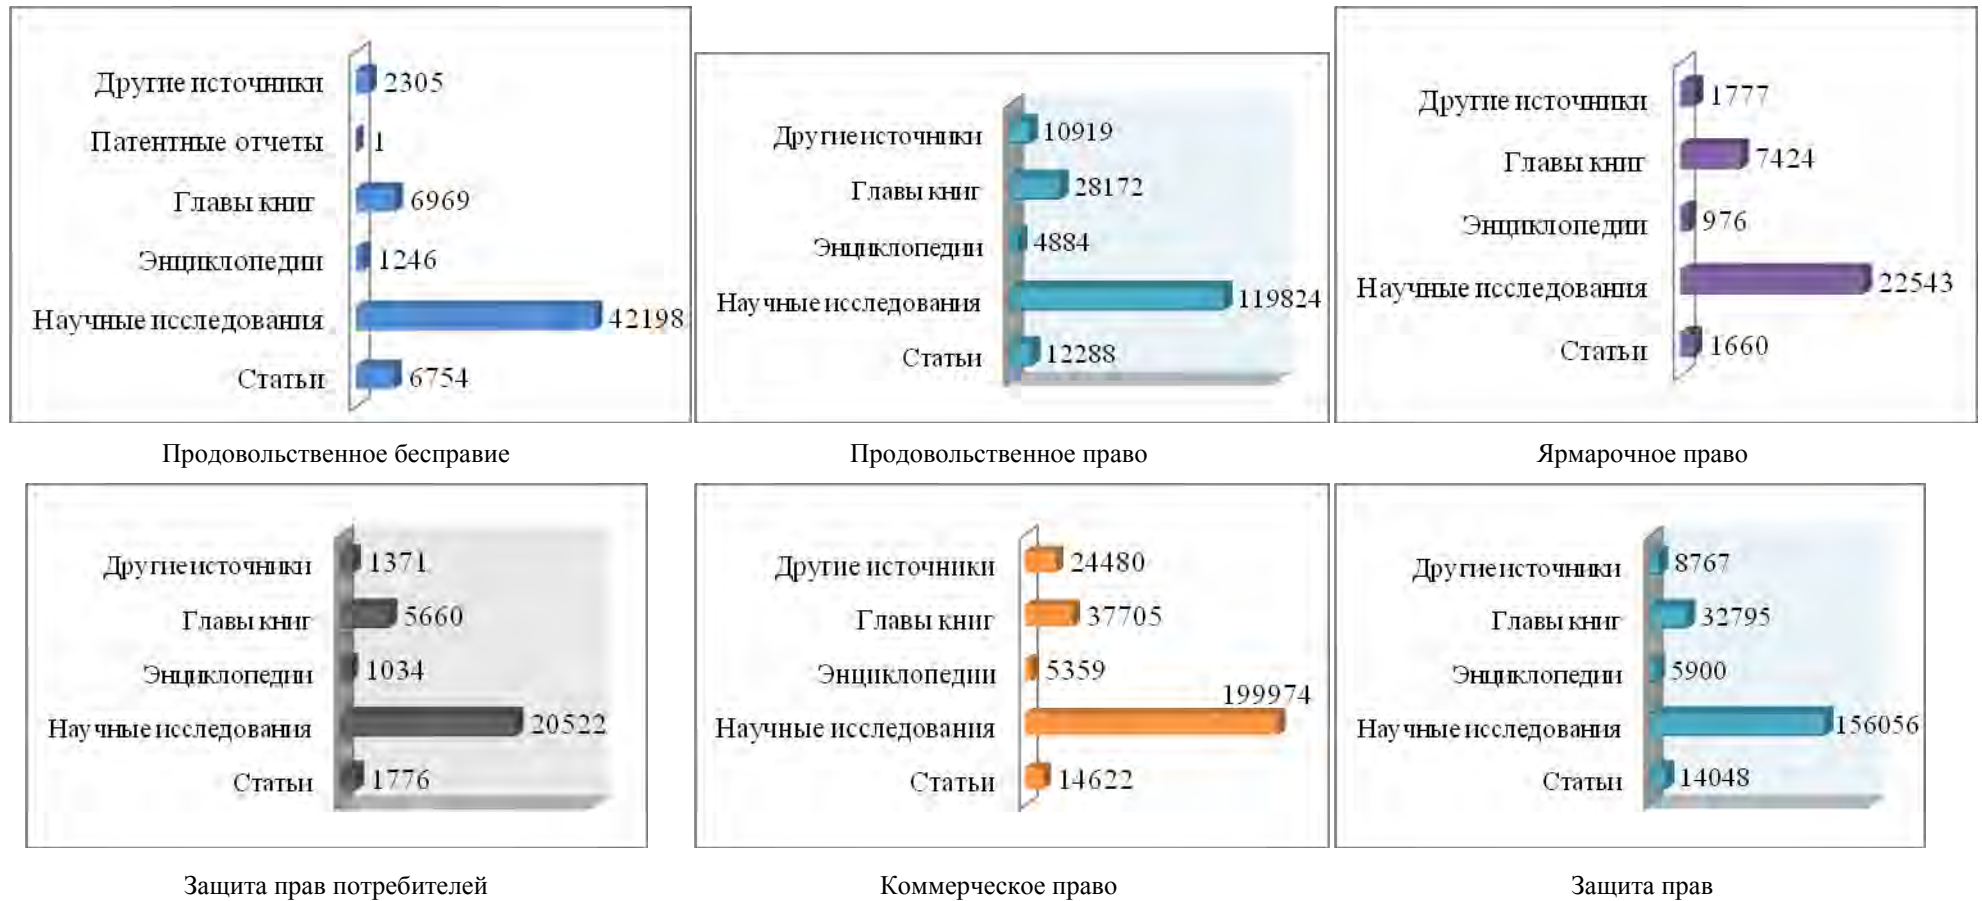 Другие источники 2305
Патентные отчеты 1
Главы книг 6969
Энциклопедии 1246
Научные исследования 42198
Статьи 6754
Продовольственное бесправие
Другие источники 10919
Главы книг 28172
Энциклопедии 4884
Научные исследования 119824
Статьи 12288
Продовольственное право
Другие источники 1777
Главы книг 7424
Энциклопедии 976
Научные исследования 22543
Статьи 1660
Ярмарочное право
Другие источники 1371
Главы книг 5660
Энциклопедии 1034
Научные исследования 20522
Статьи 1776
Защита прав потребителей
Другие источники 24480
Главы книг 37705
Энциклопедии 5359
Научные исследования 199974
Статьи 14622
Коммерческое право
Другие источники 8767
Главы книг 32795
Энциклопедии 5900
Научные исследования 156056
Статьи 14048
Защита прав